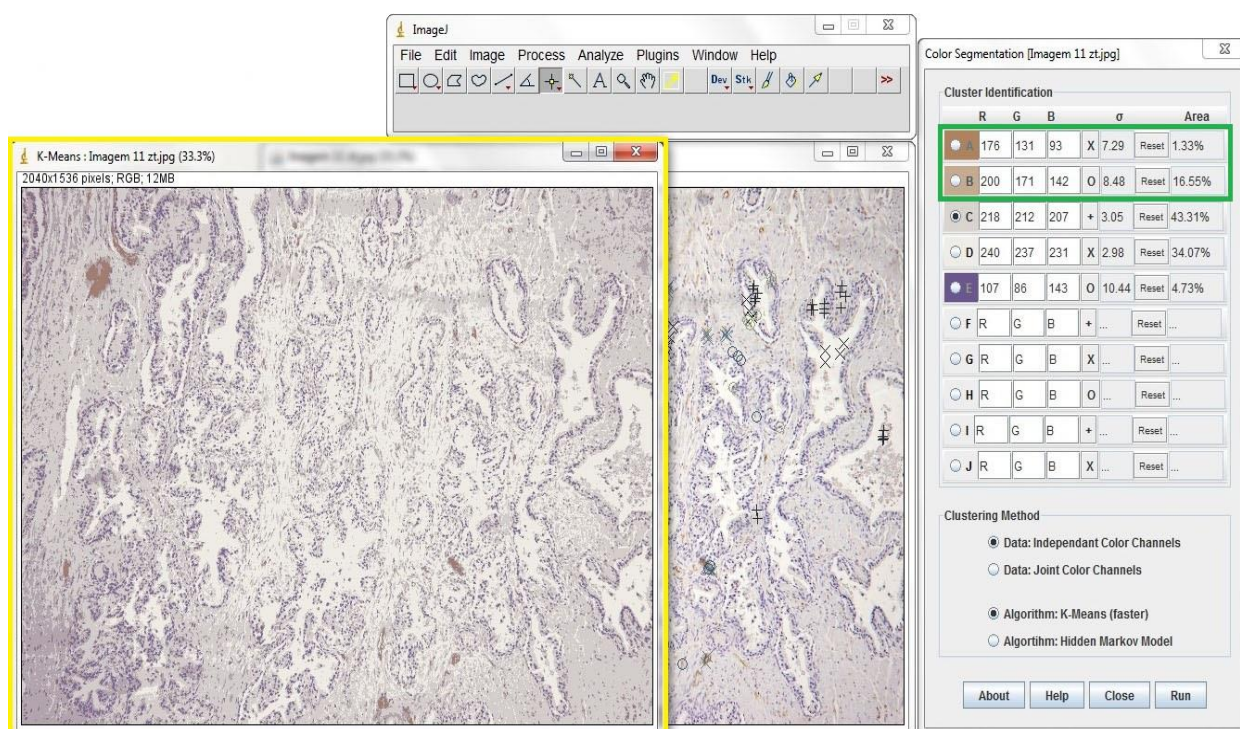 ImageJ
File Edit Image Process Analyze Plugins Window Help
A Dev Stk >>
K-Means : Imagem 11 zt.jpg (33.3%)
2040x1536 pixels; RGB; 12MB
Color Segmentation [Imagem 11 zt.jpg]
Cluster Identification
R G B σ Area
A 176 131 93 X 7.29 Reset 1.33%
B 200 171 142 O 8.48 Reset 16.55%
C 218 212 207 + 3.05 Reset 43.31%
D 240 237 231 X 2.98 Reset 34.07%
E 107 86 143 O 10.44 Reset 4.73%
F R G B + ... Reset ...
G R G B X ... Reset ...
H R G B O ... Reset ...
I R G B + ... Reset ...
J R G B X ... Reset ...
Clustering Method
Data: Independant Color Channels
Data: Joint Color Channels
Algorithm: K-Means (faster)
Algortihm: Hidden Markov Model
About Help Close Run